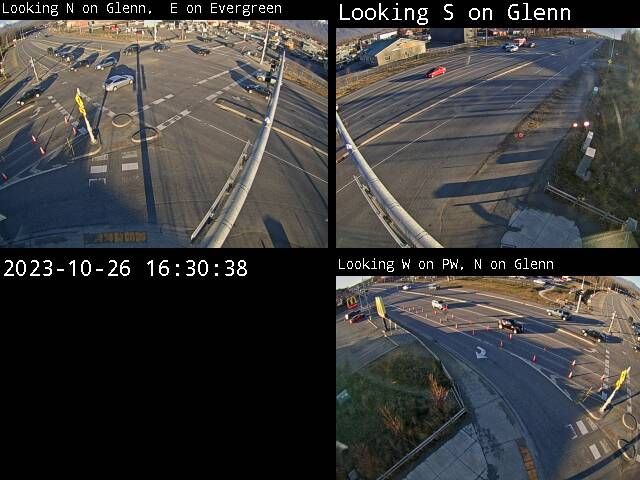 Looking N on Glenn,  E on Evergreen
Looking S on Glenn
2023-10-26 16:30:38
Looking W on PW, N on Glenn